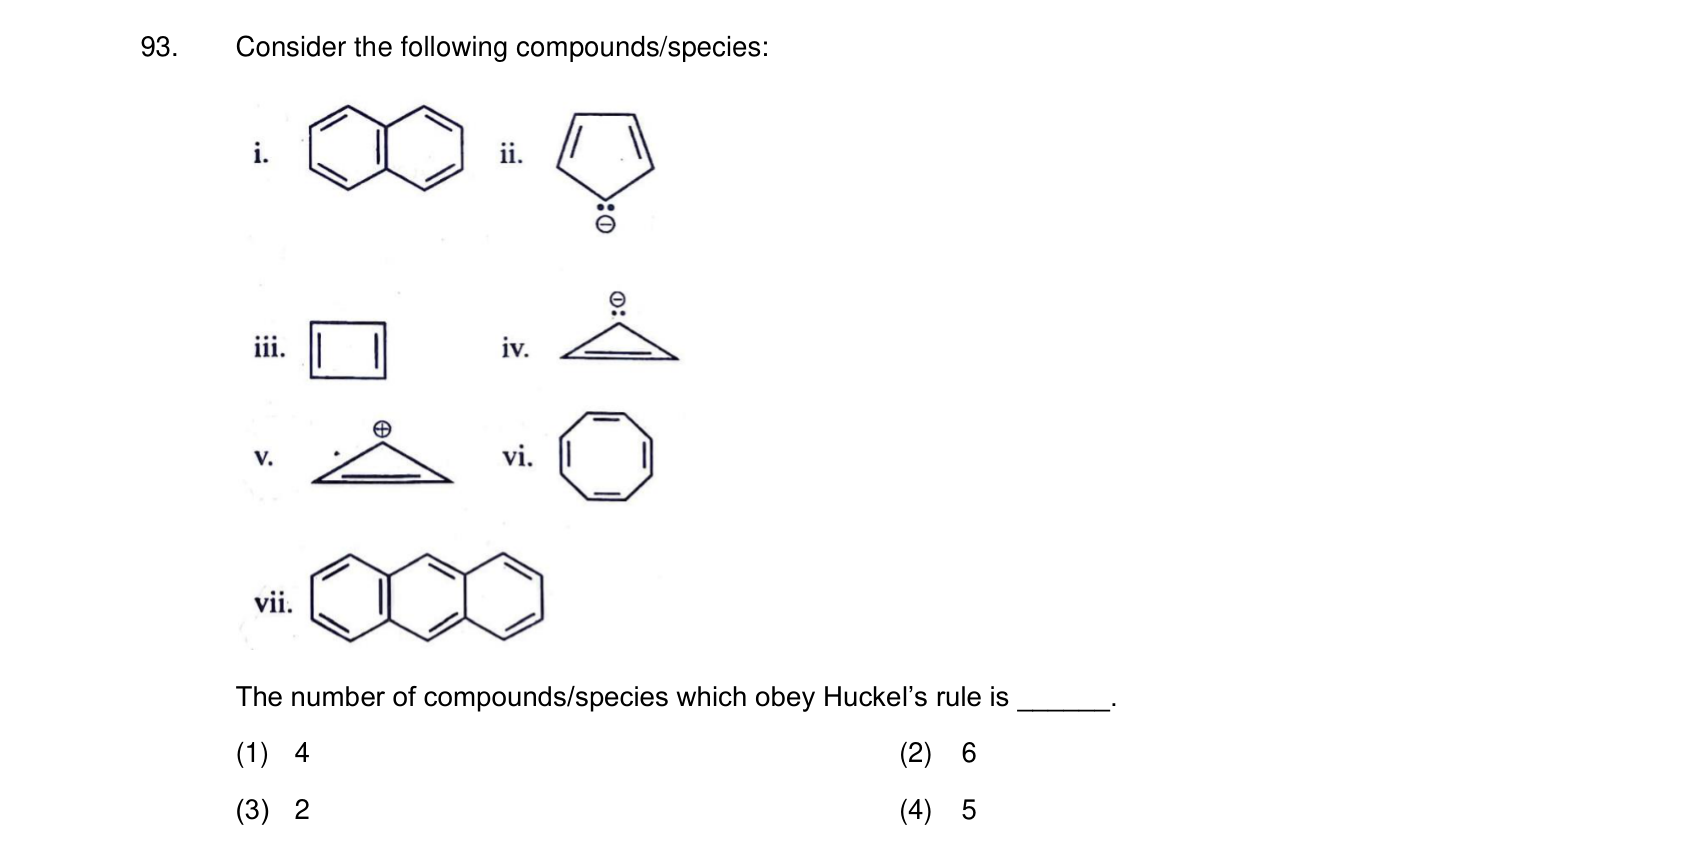 93. Consider the following compounds/species:
i. ii.
⊖
⊖
iii. iv.
⊕
v. vi.
vii.
The number of compounds/species which obey Huckel's rule is ______.
(1) 4 (2) 6
(3) 2 (4) 5